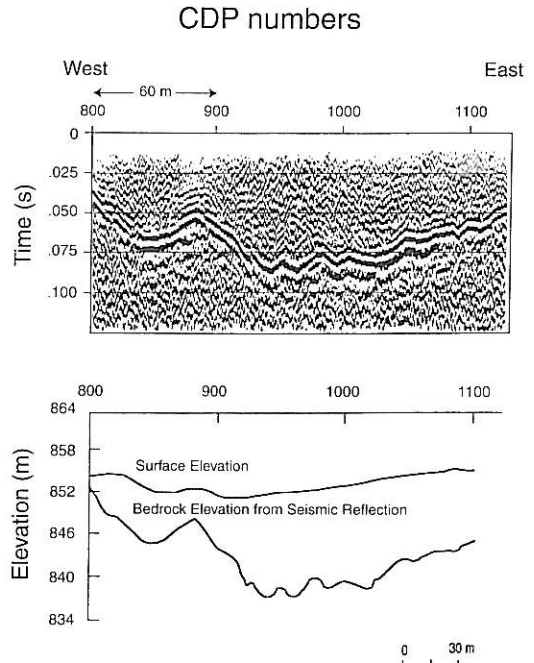 CDP numbers
West East
60 m
800 900 1000 1100
0
.025
.050
.075
.100
Time (s)
800 900 1000 1100
864
858
852
846
840
834
Elevation (m)
Surface Elevation
Bedrock Elevation from Seismic Reflection
0 30 m